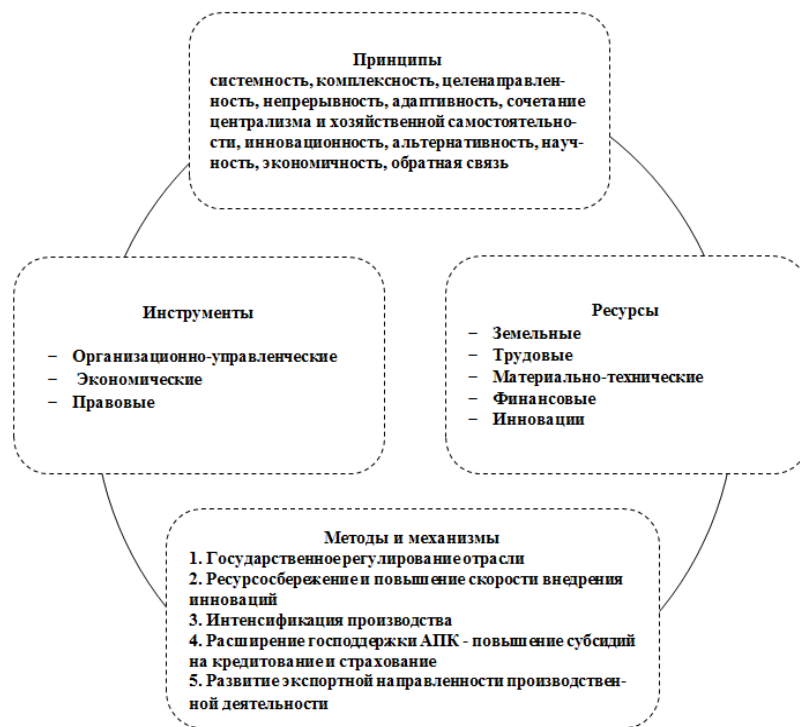 Принципы
системность, комплексность, целенаправлен-
ность, непрерывность, адаптивность, сочетание
централизма и хозяйственной самостоятельно-
сти, инновационность, альтернативность, науч-
ность, экономичность, обратная связь
Инструменты
– Организационно-управленческие
– Экономические
– Правовые
Ресурсы
– Земельные
– Трудовые
– Материально-технические
– Финансовые
– Инновации
Методы и механизмы
1. Государственное регулирование отрасли
2. Ресурсосбережение и повышение скорости внедрения
инноваций
3. Интенсификация производства
4. Расширение господдержки АПК - повышение субсидий
на кредитование и страхование
5. Развитие экспортной направленности производствен-
ной деятельности